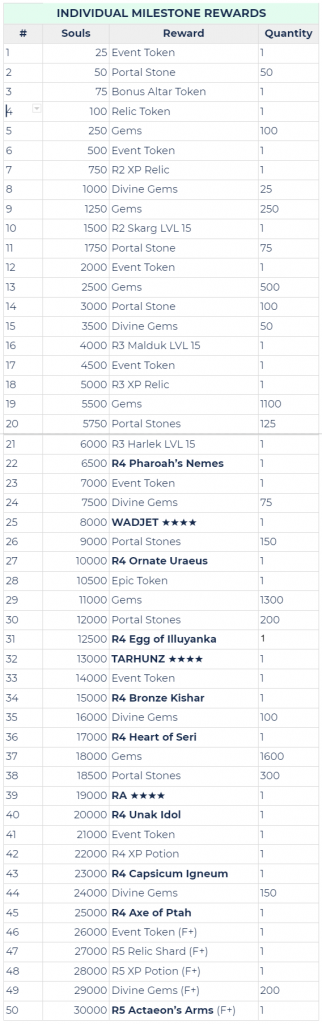 INDIVIDUAL MILESTONE REWARDS
# Souls Reward Quantity
1 25 Event Token 1
2 50 Portal Stone 50
3 75 Bonus Altar Token 1
4 100 Relic Token 1
5 250 Gems 100
6 500 Event Token 1
7 750 R2 XP Relic 1
8 1000 Divine Gems 25
9 1250 Gems 250
10 1500 R2 Skarg LVL 15 1
11 1750 Portal Stone 75
12 2000 Event Token 1
13 2500 Gems 500
14 3000 Portal Stone 100
15 3500 Divine Gems 50
16 4000 R3 Malduk LVL 15 1
17 4500 Event Token 1
18 5000 R3 XP Relic 1
19 5500 Gems 1100
20 5750 Portal Stones 125
21 6000 R3 Harlek LVL 15 1
22 6500 R4 Pharoah's Nemes 1
23 7000 Event Token 1
24 7500 Divine Gems 75
25 8000 WADJET ★★★★ 1
26 9000 Portal Stones 150
27 10000 R4 Ornate Uraeus 1
28 10500 Epic Token 1
29 11000 Gems 1300
30 12000 Portal Stones 200
31 12500 R4 Egg of Illuyanka 1
32 13000 TARHUNZ ★★★★ 1
33 14000 Event Token 1
34 15000 R4 Bronze Kishar 1
35 16000 Divine Gems 100
36 17000 R4 Heart of Seri 1
37 18000 Gems 1600
38 18500 Portal Stones 300
39 19000 RA ★★★★ 1
40 20000 R4 Unak Idol 1
41 21000 Event Token 1
42 22000 R4 XP Potion 1
43 23000 R4 Capsicum Igneum 1
44 24000 Divine Gems 150
45 25000 R4 Axe of Ptah 1
46 26000 Event Token (F+) 1
47 27000 R5 Relic Shard (F+) 1
48 28000 R5 XP Potion (F+) 1
49 29000 Divine Gems (F+) 200
50 30000 R5 Actaeon's Arms (F+) 1